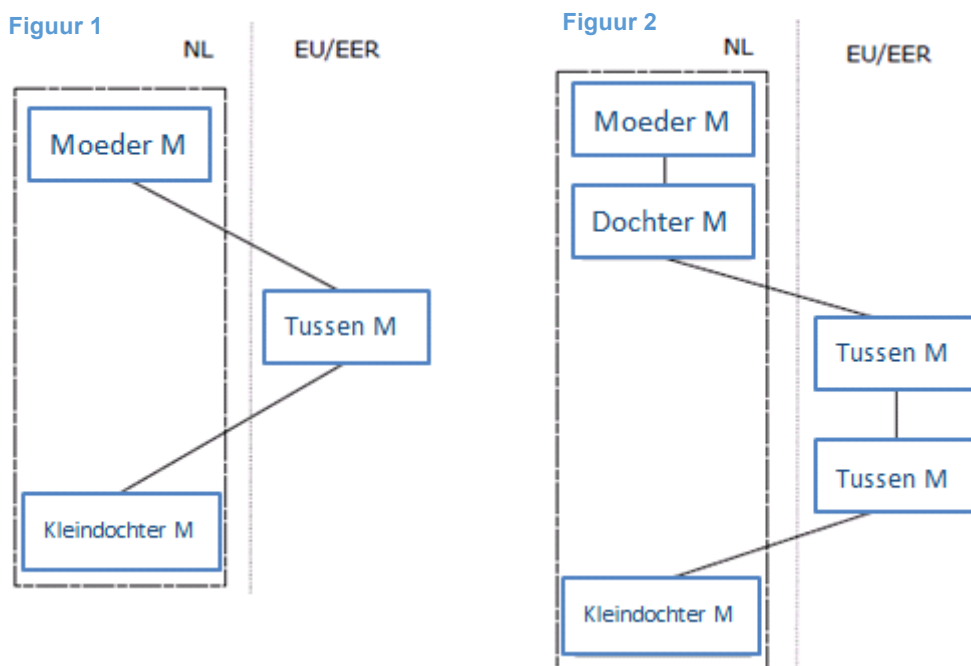 Figuur 1
NL
EU/EER
Moeder M
Tussen M
Kleindochter M
Figuur 2
NL
EU/EER
Moeder M
Dochter M
Tussen M
Tussen M
Kleindochter M